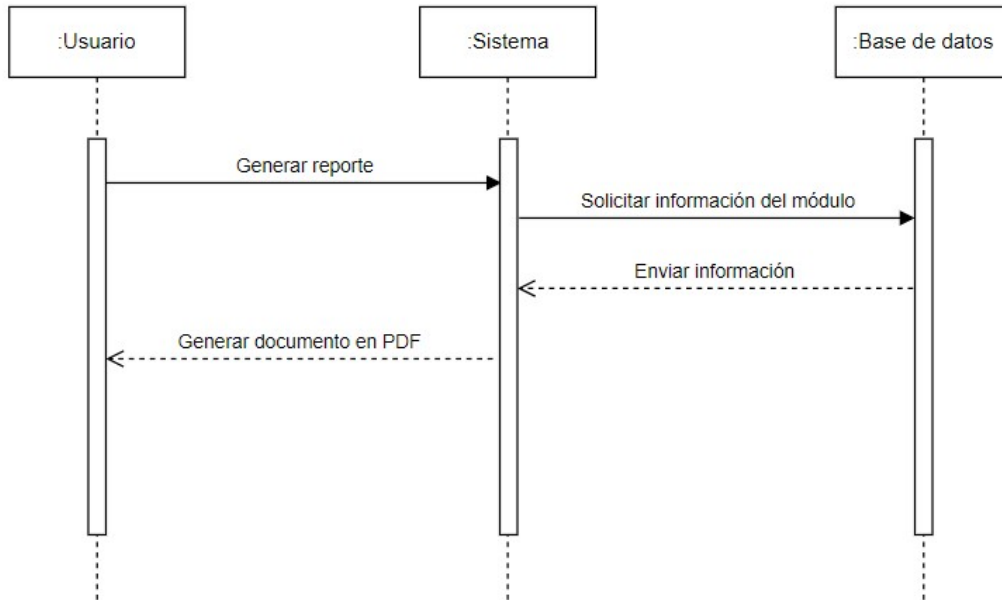 :Usuario
:Sistema
:Base de datos
Generar reporte
Solicitar información del módulo
Enviar información
Generar documento en PDF